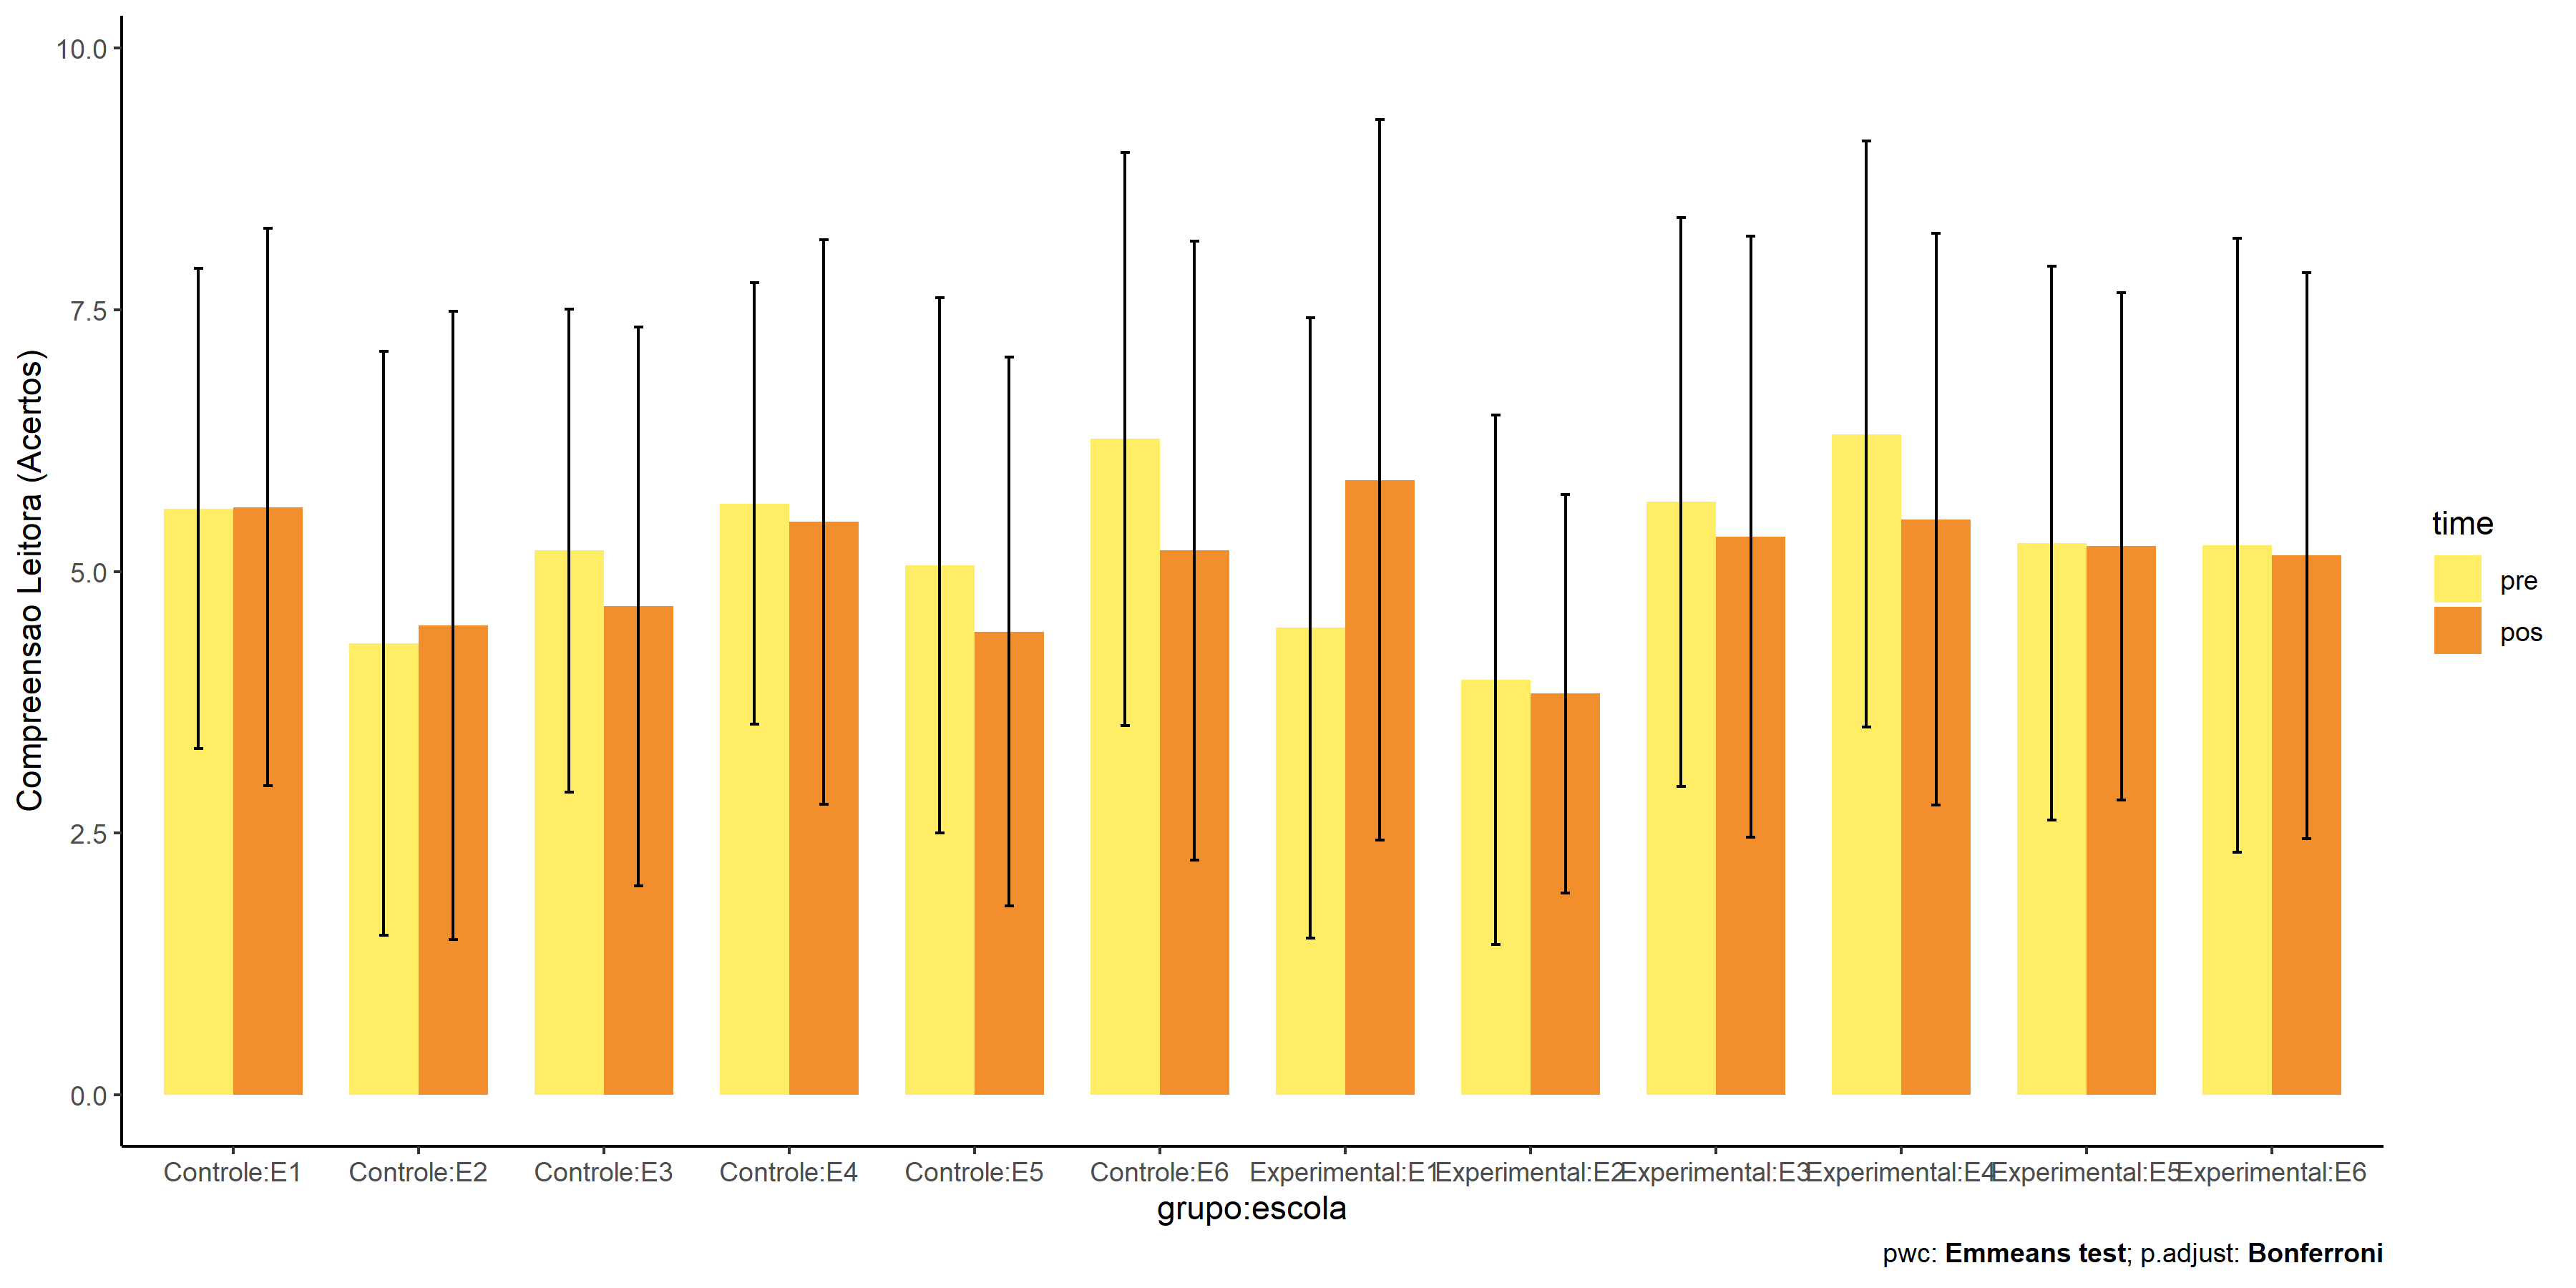 Compreensao Leitora (Acertos)
10.0
7.5
5.0
2.5
0.0
Controle:E1
Controle:E2
Controle:E3
Controle:E4
Controle:E5
Controle:E6
Experimental:E1
Experimental:E2
Experimental:E3
Experimental:E4
Experimental:E5
Experimental:E6
grupo:escola
time
pre
pos
pwc: Emmeans test; p.adjust: Bonferroni